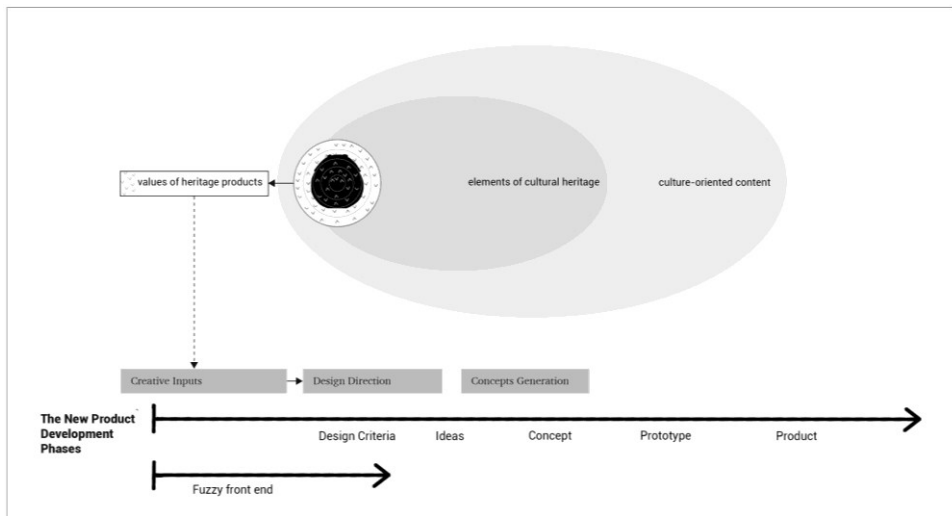 values of heritage products
elements of cultural heritage
culture-oriented content
Creative Inputs
Design Direction
Concepts Generation
The New Product
Development
Phases
Design Criteria
Ideas
Concept
Prototype
Product
Fuzzy front end